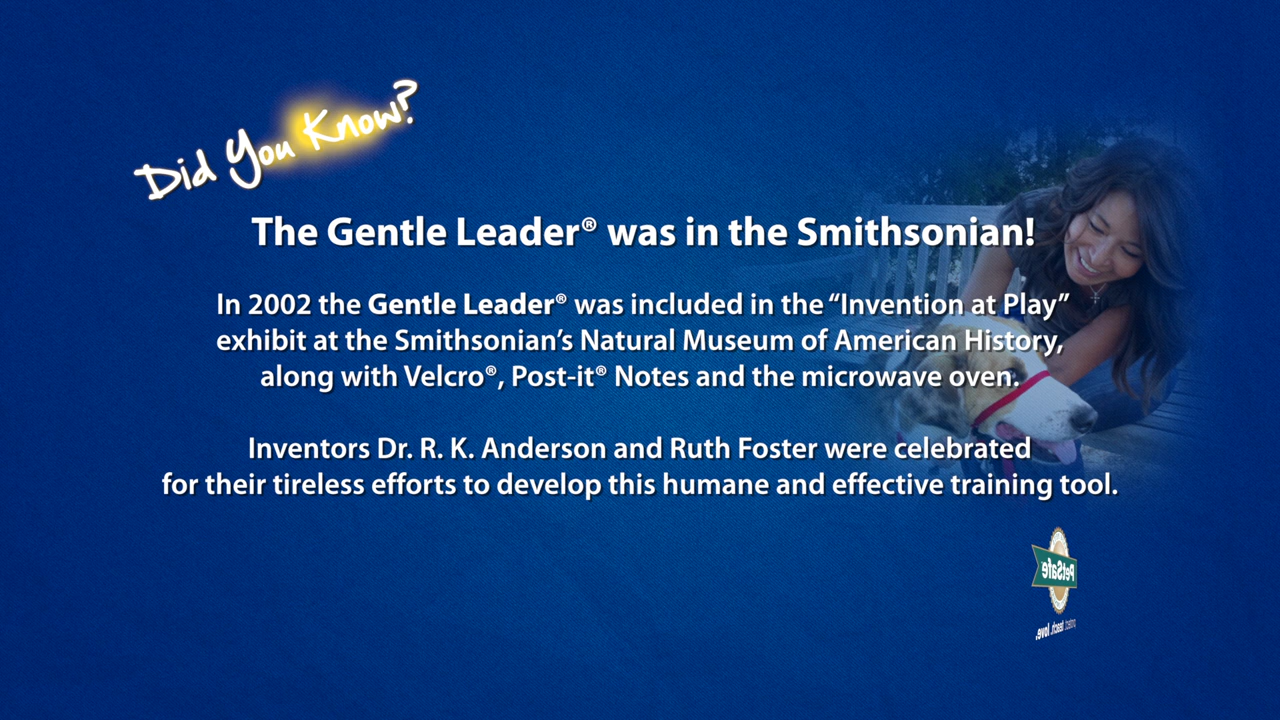 Did You Know?
The Gentle Leader® was in the Smithsonian!
In 2002 the Gentle Leader® was included in the “Invention at Play”
exhibit at the Smithsonian’s Natural Museum of American History,
along with Velcro®, Post-it® Notes and the microwave oven.
Inventors Dr. R. K. Anderson and Ruth Foster were celebrated
for their tireless efforts to develop this humane and effective training tool.
PetSafe
protect. teach. love.